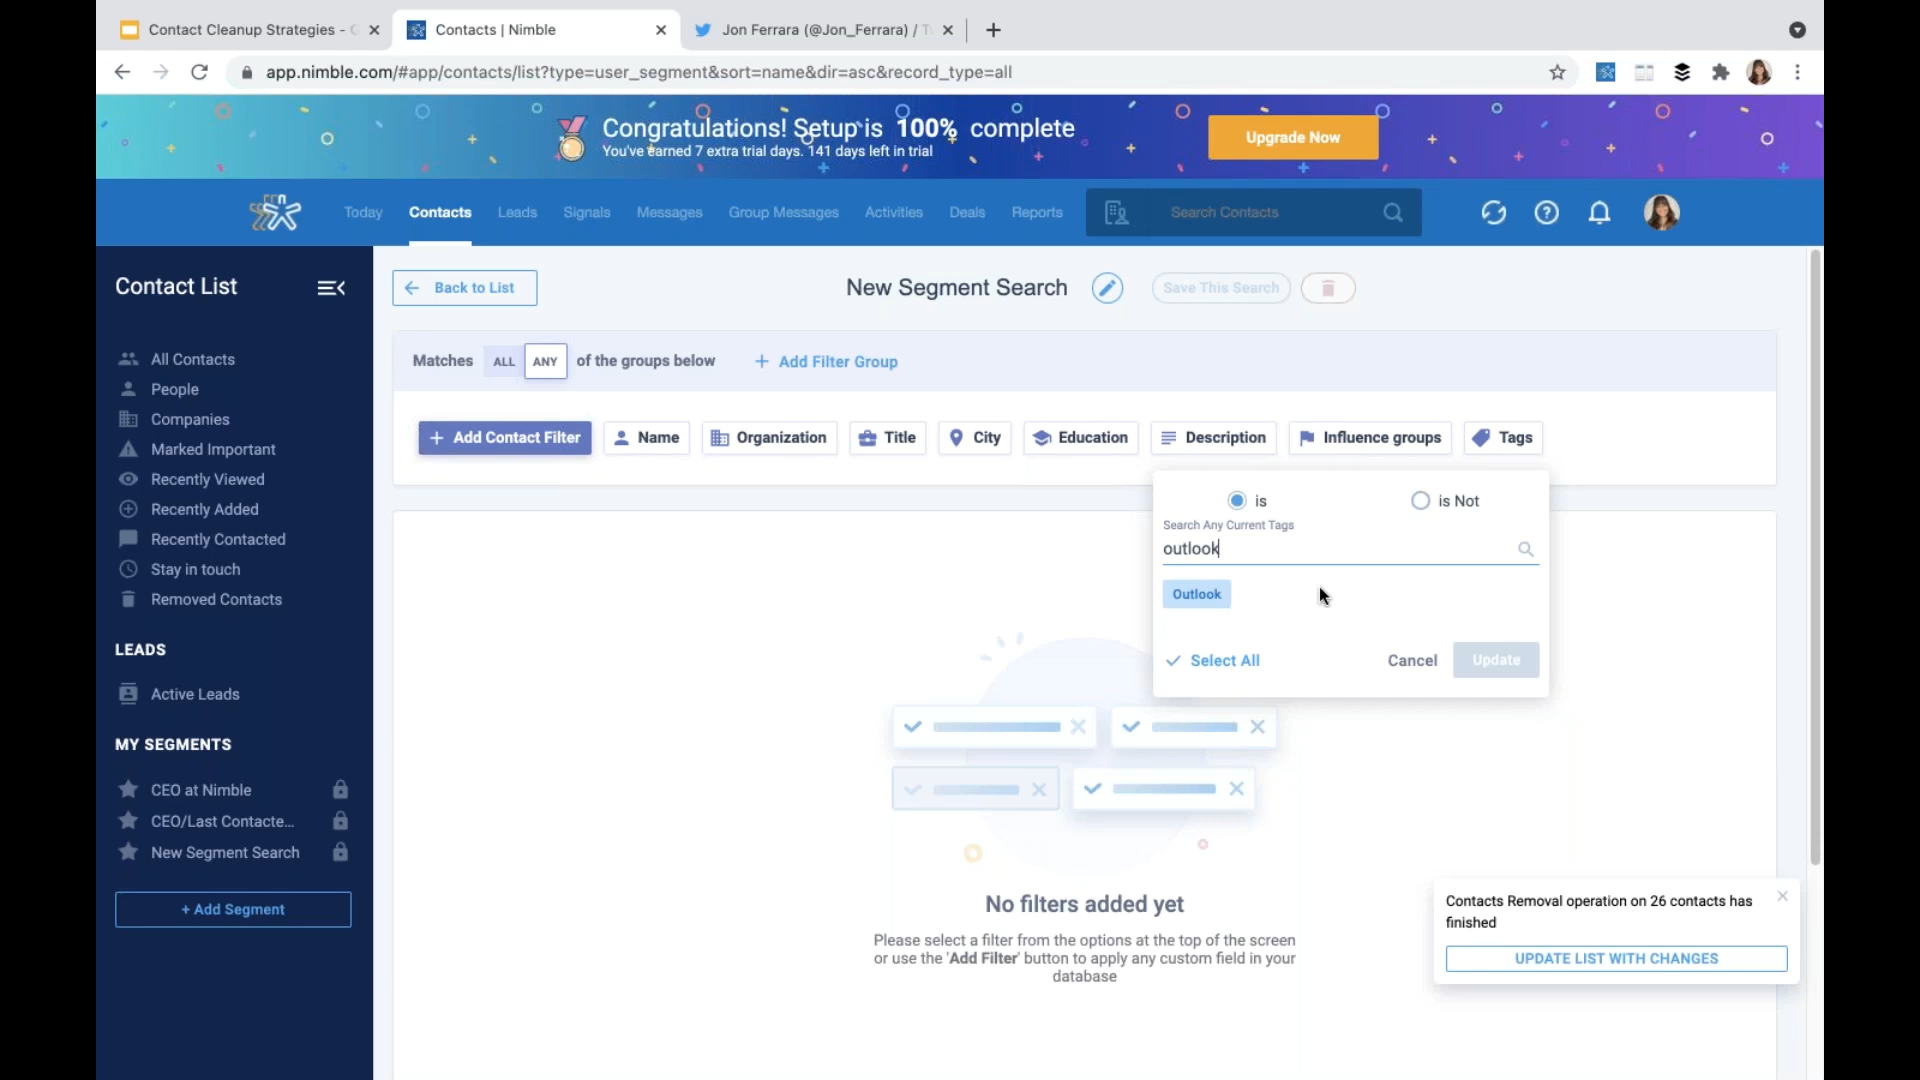 Contact Cleanup Strategies - G
Contacts | Nimble
Jon Ferrara (@Jon_Ferrara) / T
app.nimble.com/#app/contacts/list?type=user_segment&sort=name&dir=asc&record_type=all
Congratulations! Setup is 100% complete
You've earned 7 extra trial days. 141 days left in trial
Upgrade Now
Today
Contacts
Leads
Signals
Messages
Group Messages
Activities
Deals
Reports
Search Contacts
Contact List
All Contacts
People
Companies
Marked Important
Recently Viewed
Recently Added
Recently Contacted
Stay in touch
Removed Contacts
LEADS
Active Leads
MY SEGMENTS
CEO at Nimble
CEO/Last Contacte...
New Segment Search
+ Add Segment
Back to List
New Segment Search
Save This Search
Matches ALL ANY of the groups below
+ Add Filter Group
+ Add Contact Filter
Name
Organization
Title
City
Education
Description
Influence groups
Tags
is
is Not
Search Any Current Tags
outlook
Outlook
Select All
Cancel
Update
No filters added yet
Please select a filter from the options at the top of the screen
or use the 'Add Filter' button to apply any custom field in your
database
Contacts Removal operation on 26 contacts has
finished
UPDATE LIST WITH CHANGES